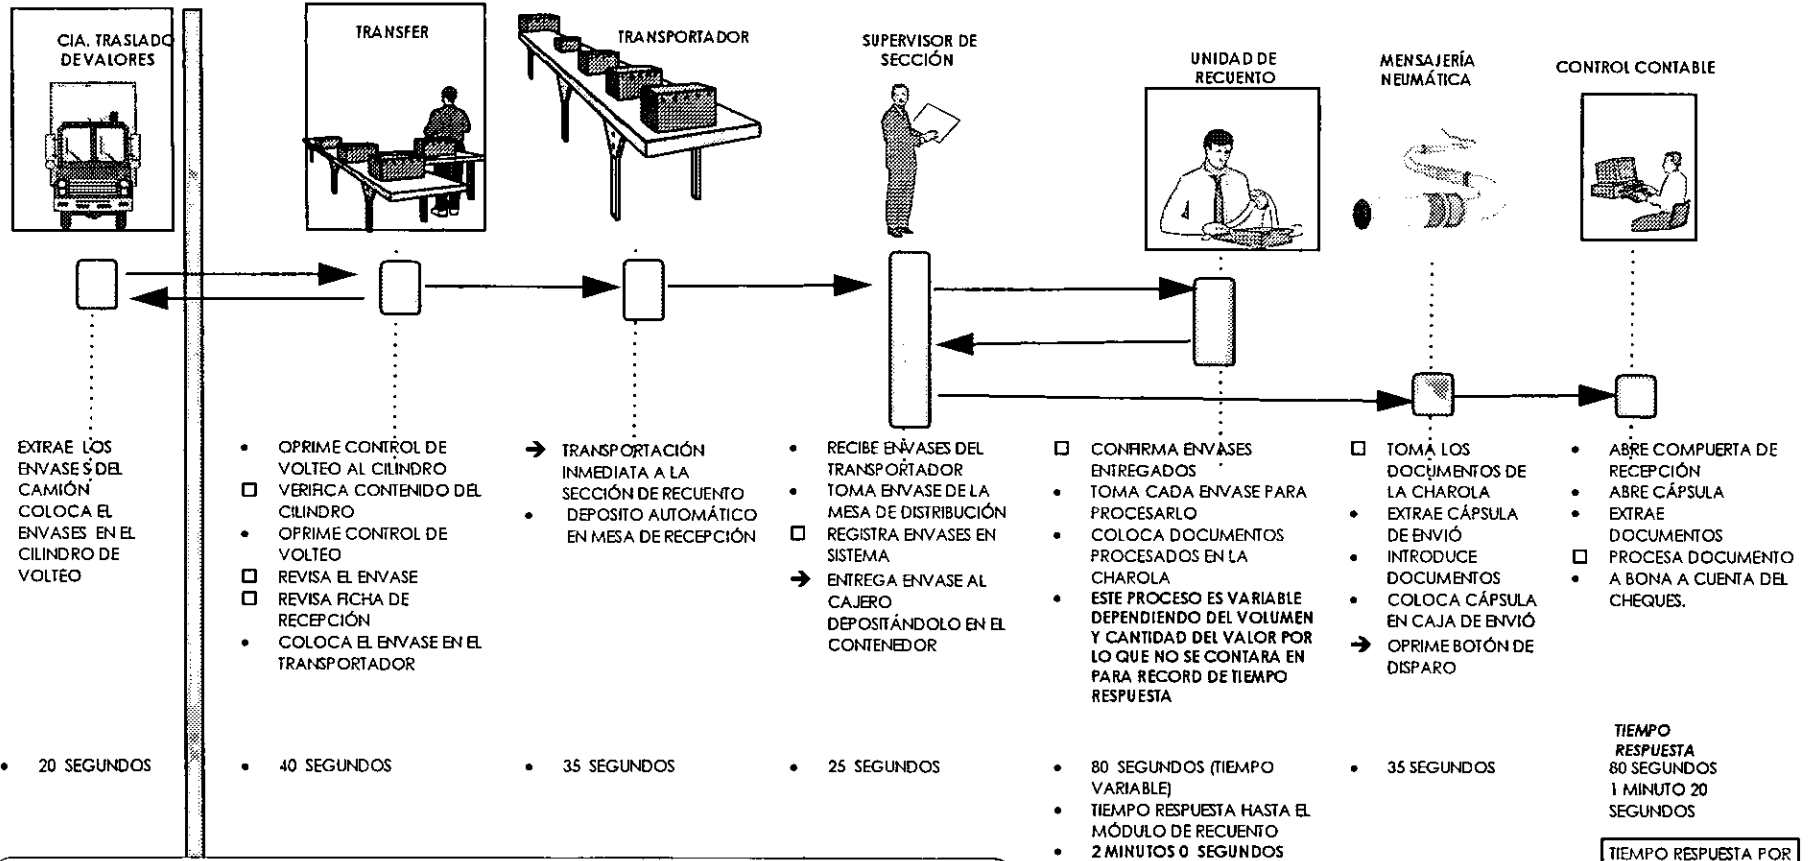 CIA. TRASLADO
DE VALORES
TRANSFER
TRANSPORTADOR
SUPERVISOR DE
SECCIÓN
UNIDAD DE
RECUENTO
MENSAJERÍA
NEUMÁTICA
CONTROL CONTABLE
EXTRAE LOS
ENVASES DEL
CAMIÓN
COLOCA EL
ENVASES EN EL
CILINDRO DE
VOLTEO
• OPRIME CONTROL DE
VOLTEO AL CILINDRO
☐ VERIFICA CONTENIDO DEL
CILINDRO
• OPRIME CONTROL DE
VOLTEO
☐ REVISA EL ENVASE
☐ REVISA FICHA DE
RECEPCIÓN
• COLOCA EL ENVASE EN EL
TRANSPORTADOR
➔ TRANSPORTACIÓN
INMEDIATA A LA
SECCIÓN DE RECUENTO
• DEPOSITO AUTOMÁTICO
EN MESA DE RECEPCIÓN
• RECIBE ENVASES DEL
TRANSPORTADOR
• TOMA ENVASE DE LA
MESA DE DISTRIBUCIÓN
☐ REGISTRA ENVASES EN
SISTEMA
➔ ENTREGA ENVASE AL
CAJERO
DEPOSITÁNDOLO EN EL
CONTENEDOR
☐ CONFIRMA ENVASES
ENTREGADOS
• TOMA CADA ENVASE PARA
PROCESARLO
• COLOCA DOCUMENTOS
PROCESADOS EN LA
CHAROLA
• ESTE PROCESO ES VARIABLE
DEPENDIENDO DEL VOLUMEN
Y CANTIDAD DEL VALOR POR
LO QUE NO SE CONTARA EN
PARA RECORD DE TIEMPO
RESPUESTA
☐ TOMA LOS
DOCUMENTOS DE
LA CHAROLA
• EXTRAE CÁPSULA
DE ENVIÓ
• INTRODUCE
DOCUMENTOS
• COLOCA CÁPSULA
EN CAJA DE ENVIÓ
➔ OPRIME BOTÓN DE
DISPARO
• ABRE COMPUERTA DE
RECEPCIÓN
• ABRE CÁPSULA
• EXTRAE
DOCUMENTOS
☐ PROCESA DOCUMENTO
• A BONA A CUENTA DEL
CHEQUES.
• 20 SEGUNDOS
• 40 SEGUNDOS
• 35 SEGUNDOS
• 25 SEGUNDOS
• 80 SEGUNDOS (TIEMPO
VARIABLE)
• TIEMPO RESPUESTA HASTA EL
MÓDULO DE RECUENTO
• 2 MINUTOS 0 SEGUNDOS
• 35 SEGUNDOS
TIEMPO
RESPUESTA
80 SEGUNDOS
1 MINUTO 20
SEGUNDOS
TIEMPO RESPUESTA POR